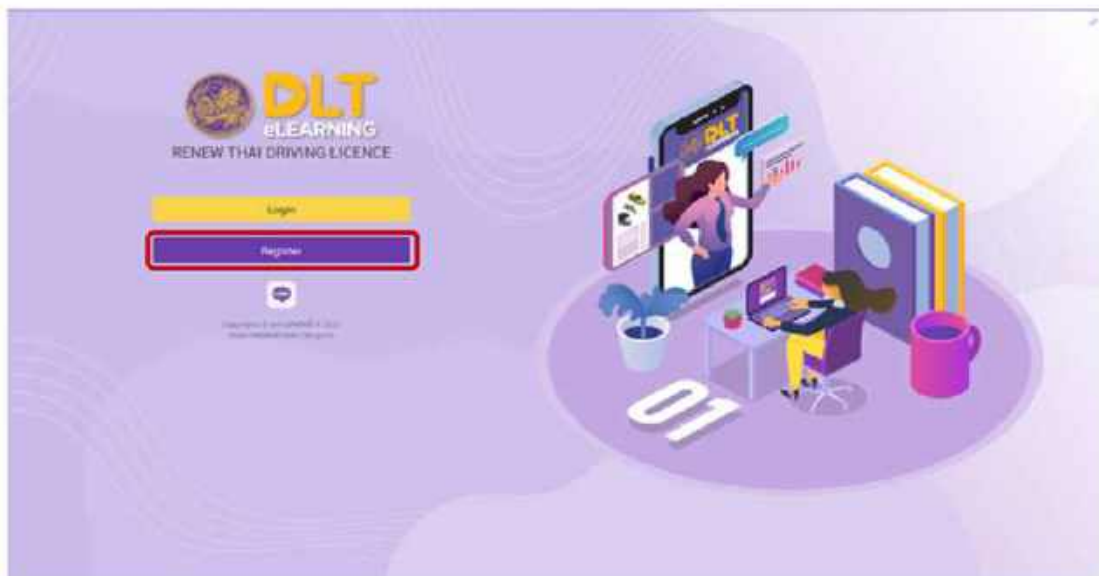 DLT
eLEARNING
RENEW THAI DRIVING LICENCE
Login
Register
DLT
01